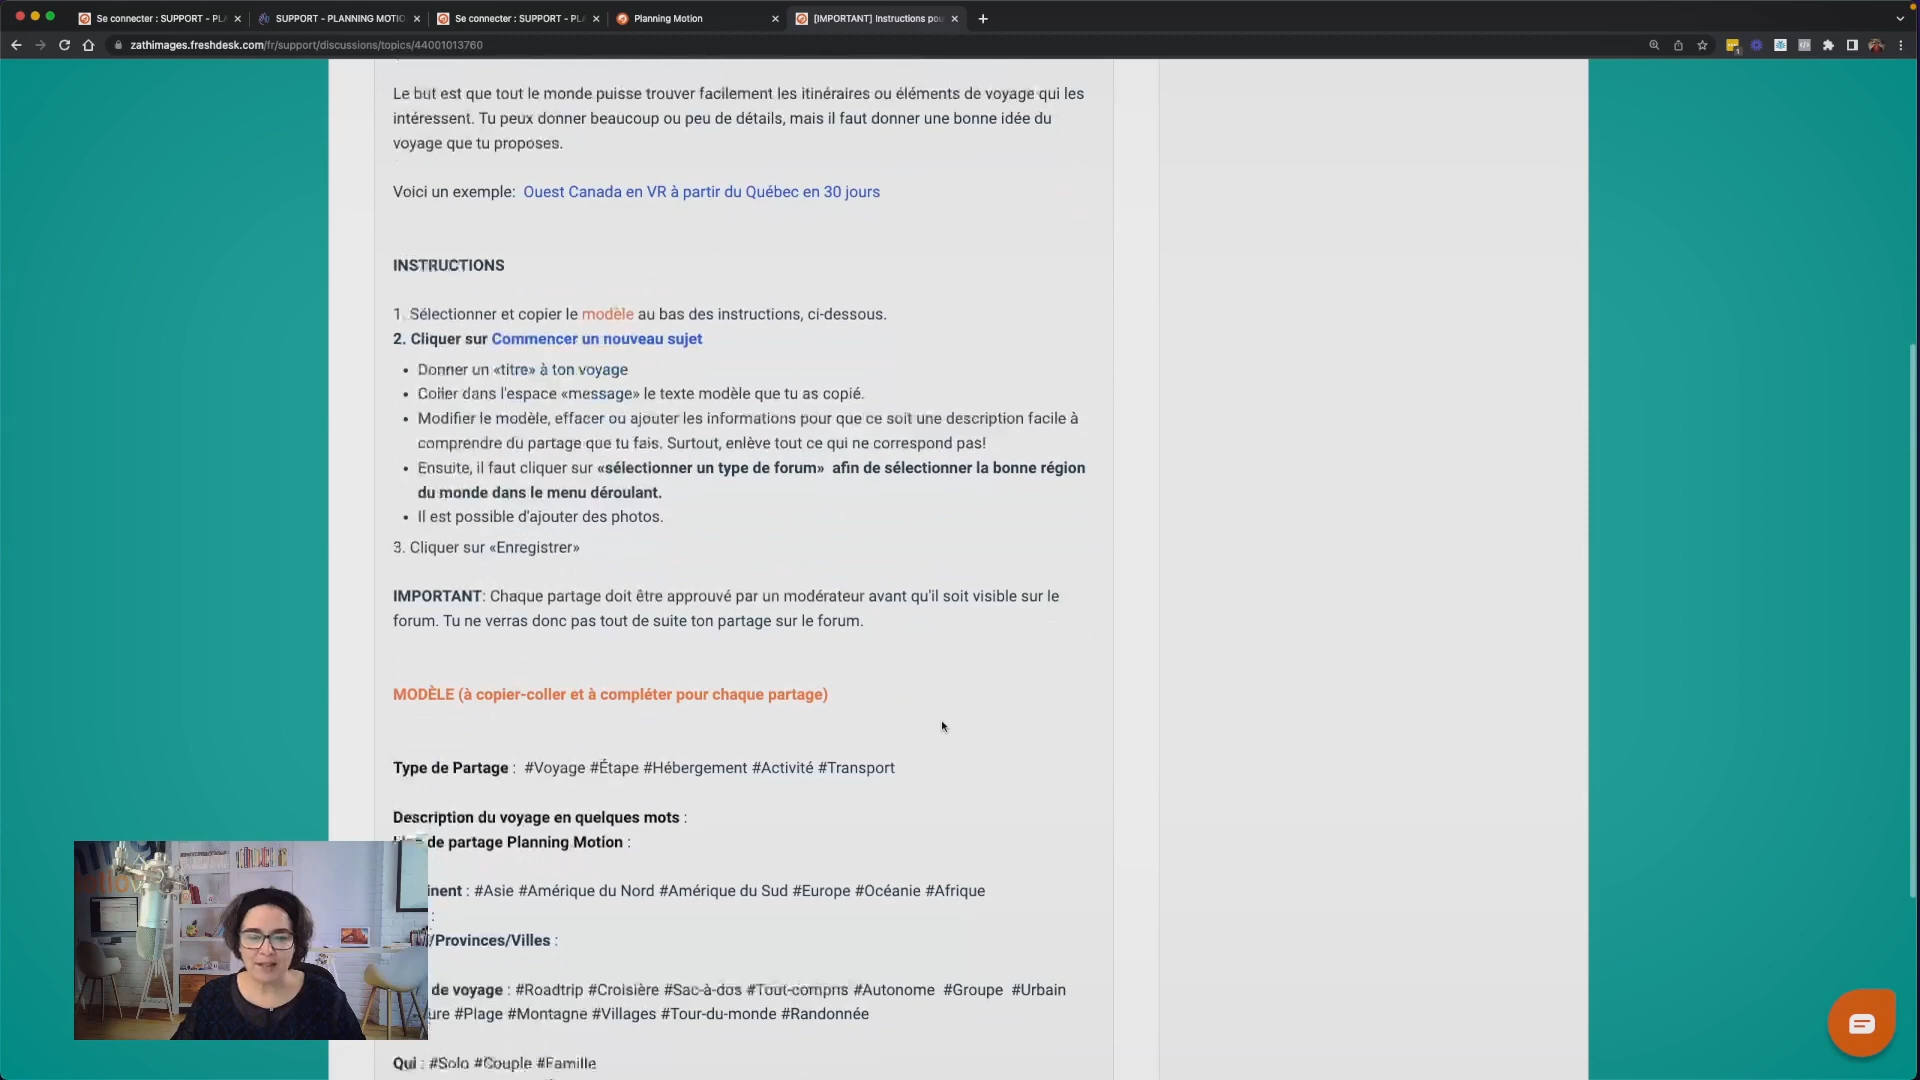 Se connecter : SUPPORT - PL
SUPPORT - PLANNING MOTIO
Se connecter : SUPPORT - PL
Planning Motion
[IMPORTANT] Instructions pou
zathimages.freshdesk.com/fr/support/discussions/topics/44001013760
Le but est que tout le monde puisse trouver facilement les itinéraires ou éléments de voyage qui les
intéressent. Tu peux donner beaucoup ou peu de détails, mais il faut donner une bonne idée du
voyage que tu proposes.
Voici un exemple: Ouest Canada en VR à partir du Québec en 30 jours
INSTRUCTIONS
1. Sélectionner et copier le modèle au bas des instructions, ci-dessous.
2. Cliquer sur Commencer un nouveau sujet
• Donner un «titre» à ton voyage
• Coller dans l'espace «message» le texte modèle que tu as copié.
• Modifier le modèle, effacer ou ajouter les informations pour que ce soit une description facile à
comprendre du partage que tu fais. Surtout, enlève tout ce qui ne correspond pas!
• Ensuite, il faut cliquer sur «sélectionner un type de forum» afin de sélectionner la bonne région
du monde dans le menu déroulant.
• Il est possible d'ajouter des photos.
3. Cliquer sur «Enregistrer»
IMPORTANT: Chaque partage doit être approuvé par un modérateur avant qu'il soit visible sur le
forum. Tu ne verras donc pas tout de suite ton partage sur le forum.
MODÈLE (à copier-coller et à compléter pour chaque partage)
Type de Partage : #Voyage #Étape #Hébergement #Activité #Transport
Description du voyage en quelques mots :
de partage Planning Motion :
inent : #Asie #Amérique du Nord #Amérique du Sud #Europe #Océanie #Afrique
:
/Provinces/Villes :
de voyage : #Roadtrip #Croisière #Sac-à-dos #Tout-compris #Autonome #Groupe #Urbain
ure #Plage #Montagne #Villages #Tour-du-monde #Randonnée
Qui : #Solo #Couple #Famille